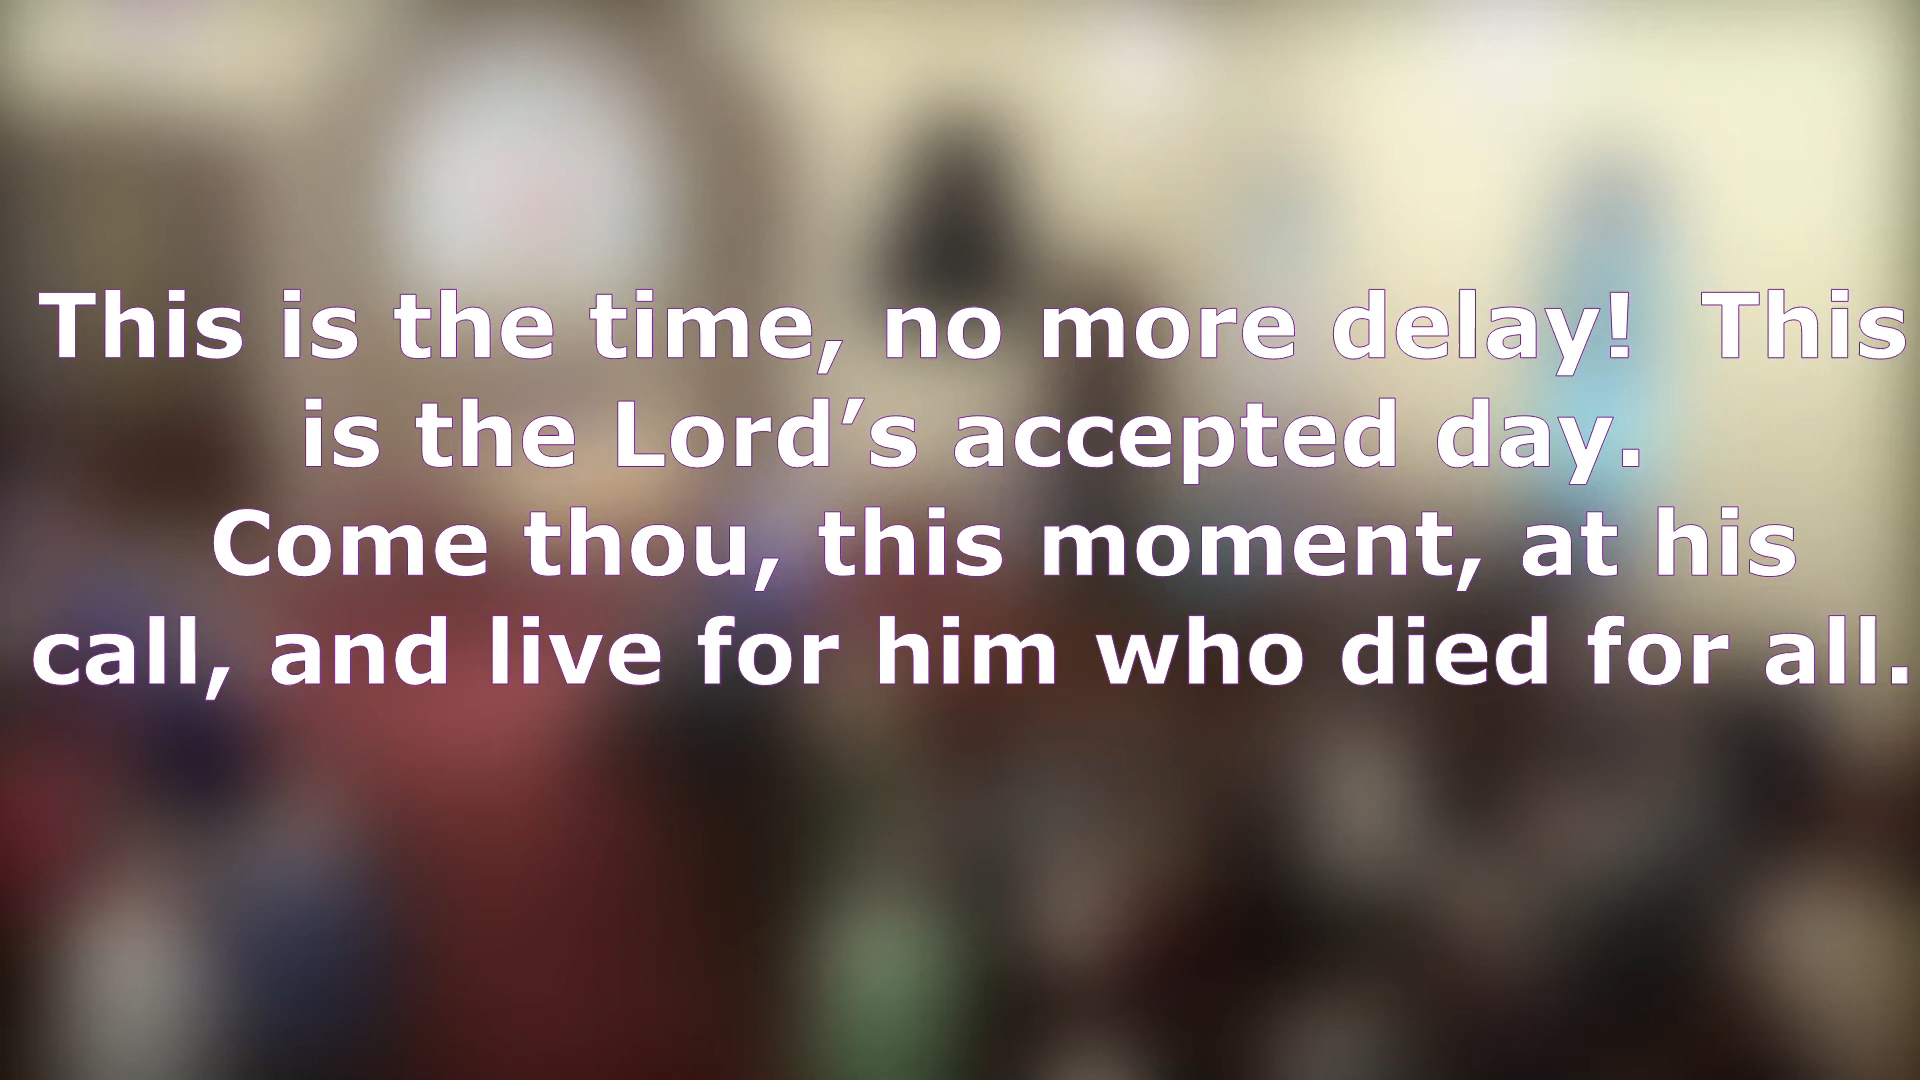 This is the time, no more delay!  This
is the Lord’s accepted day.
Come thou, this moment, at his
call, and live for him who died for all.